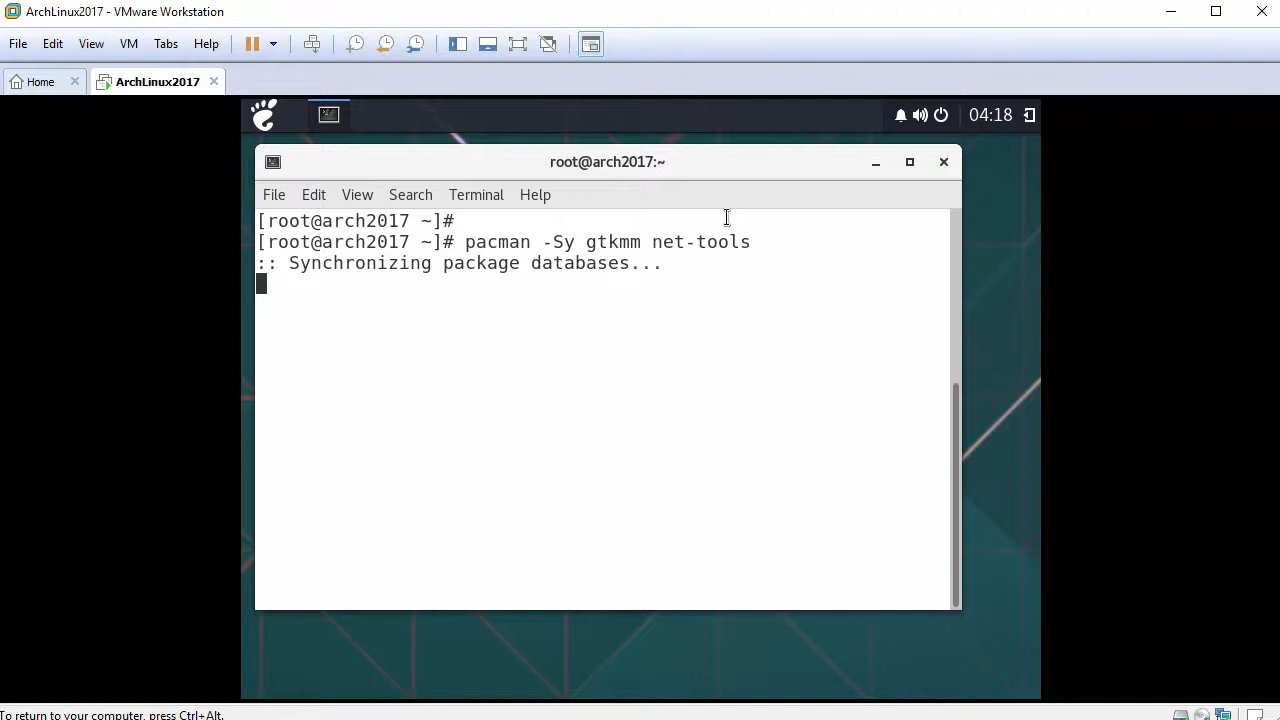 ArchLinux2017 - VMware Workstation
File Edit View VM Tabs Help
Home ArchLinux2017
04:18
root@arch2017:~
File Edit View Search Terminal Help
[root@arch2017 ~]#
[root@arch2017 ~]# pacman -Sy gtkmm net-tools
:: Synchronizing package databases...
To return to your computer, press Ctrl+Alt.